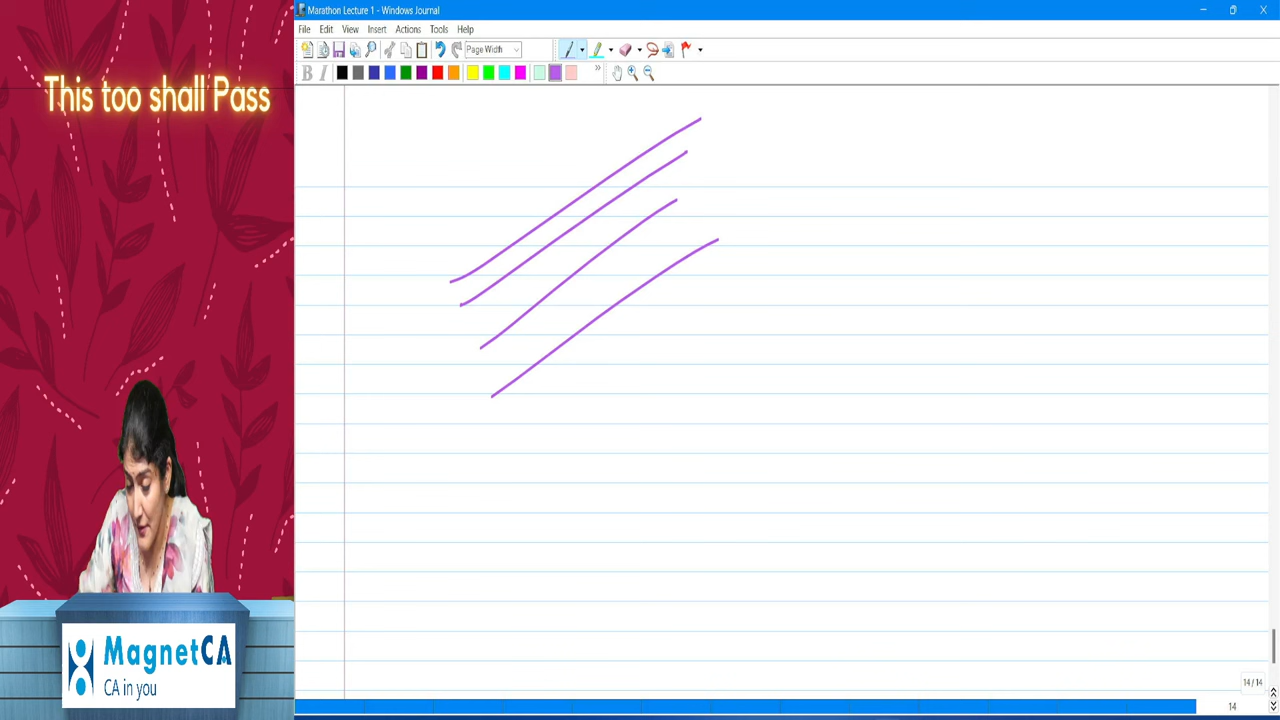 Marathon Lecture 1 - Windows Journal
File Edit View Insert Actions Tools Help
Page Width
B I
This too shall Pass
MagnetCA
CA in you
14 / 14
14